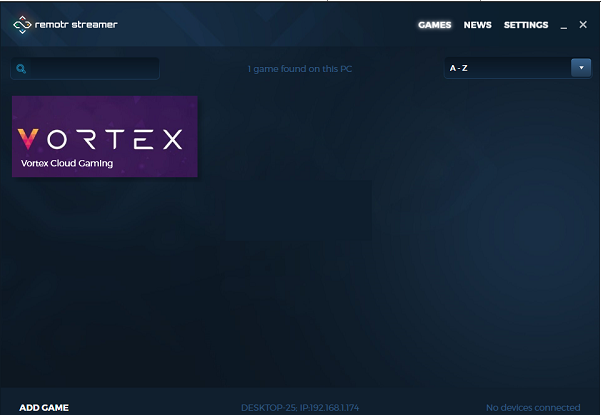 remotr streamer
GAMES NEWS SETTINGS
1 game found on this PC
A - Z
VORTEX
Vortex Cloud Gaming
ADD GAME
DESKTOP-25; IP:192.168.1.174
No devices connected